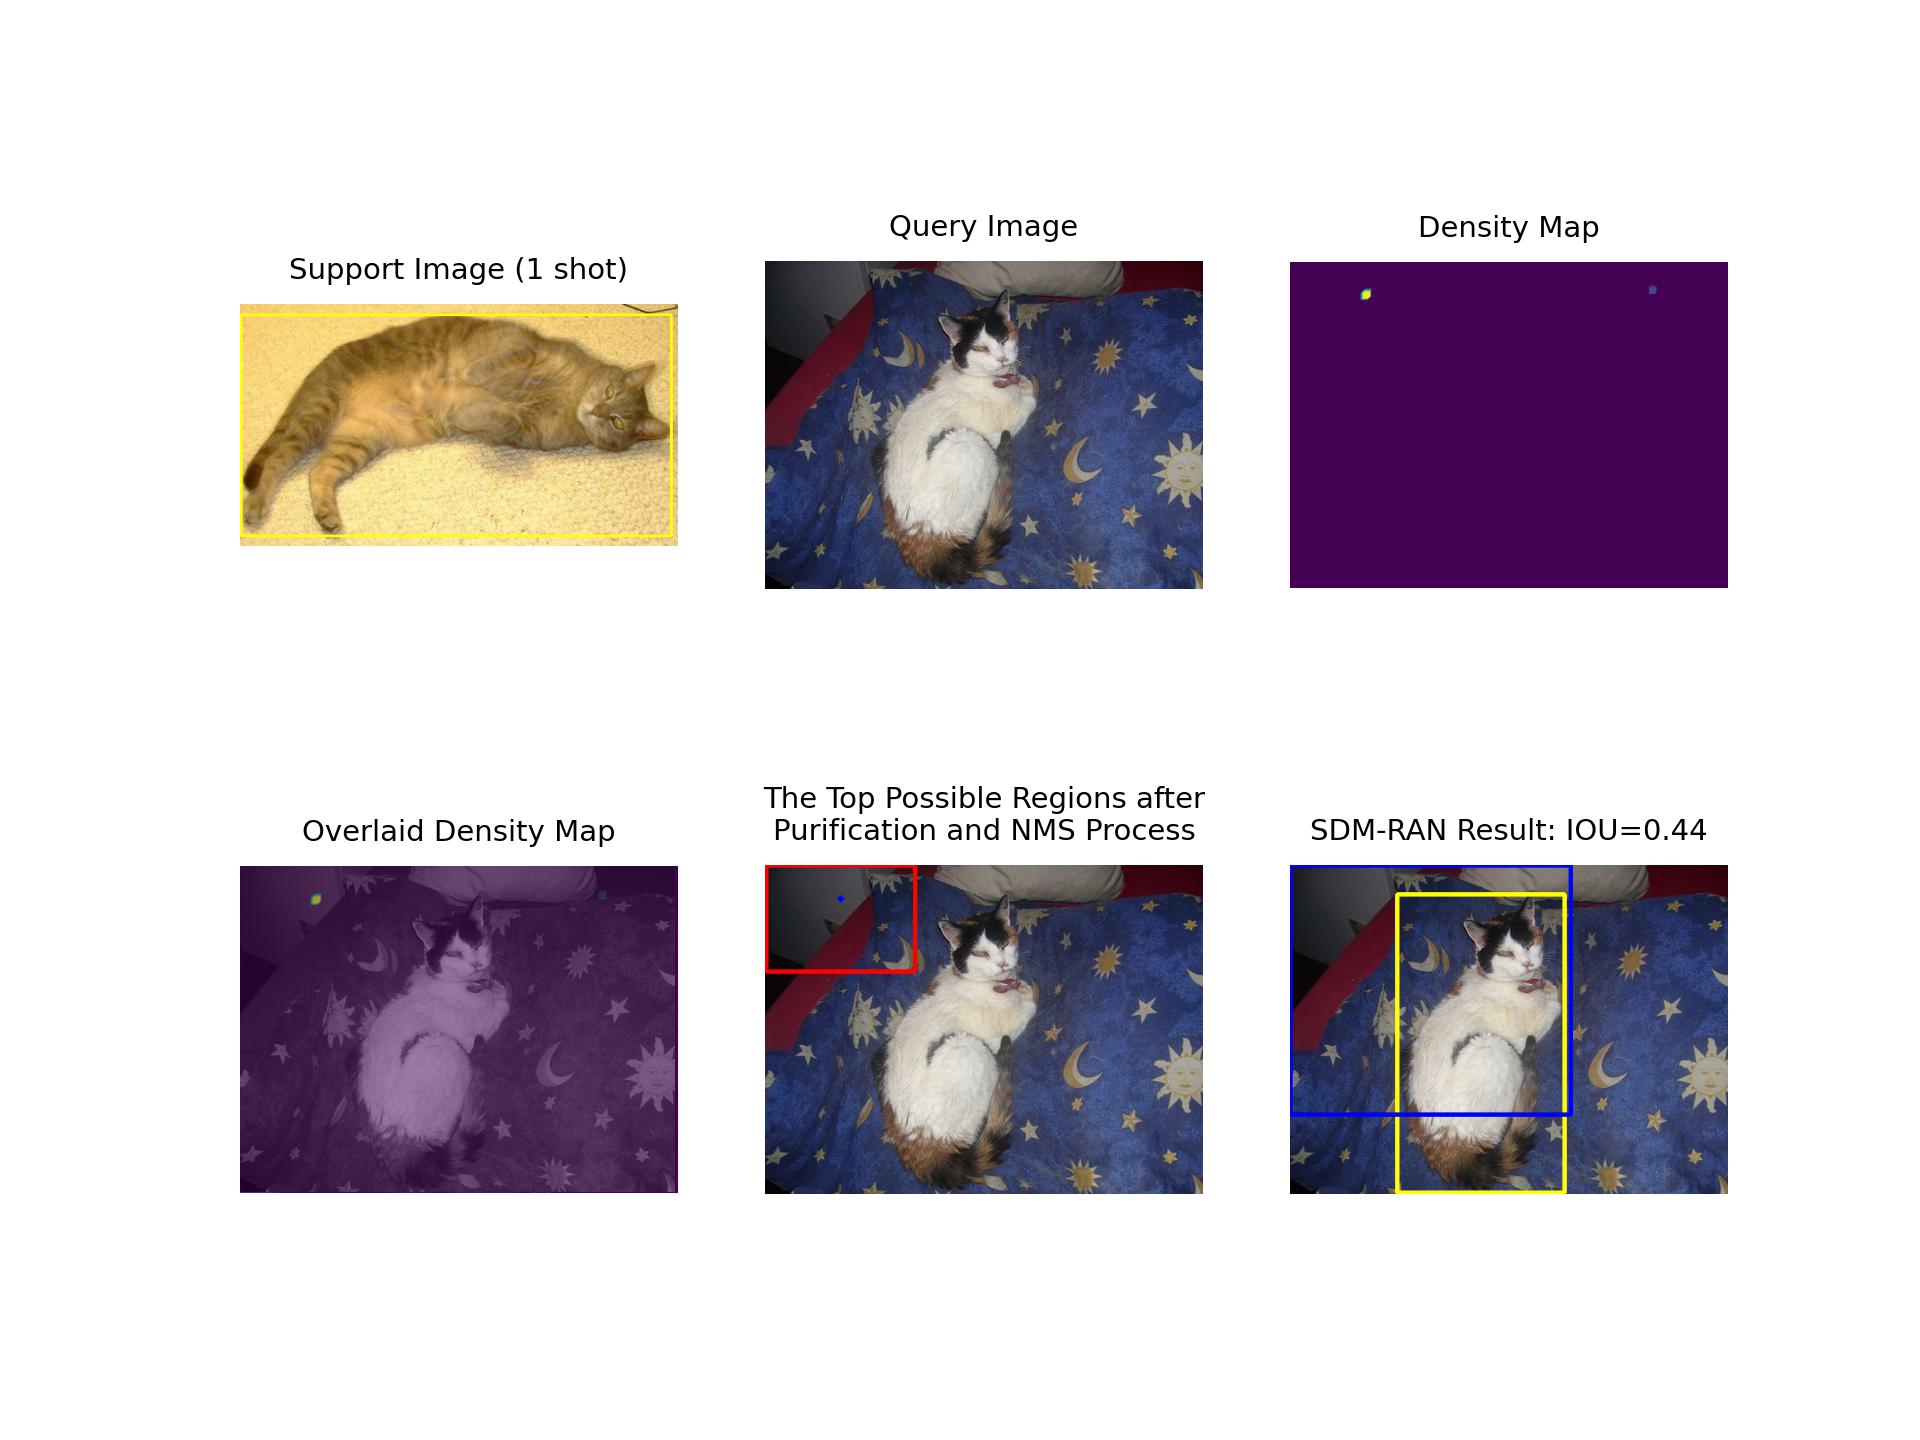 Support Image (1 shot)
Query Image
Density Map
Overlaid Density Map
The Top Possible Regions after
Purification and NMS Process
SDM-RAN Result: IOU=0.44